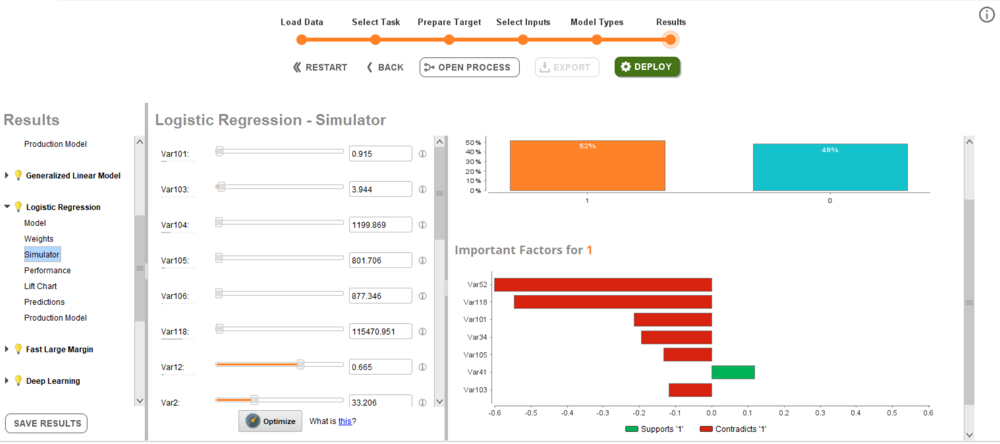 Load Data Select Task Prepare Target Select Inputs Model Types Results
RESTART BACK OPEN PROCESS EXPORT DEPLOY
Results
Production Model
Generalized Linear Model
Logistic Regression
Model
Weights
Simulator
Performance
Lift Chart
Predictions
Production Model
Fast Large Margin
Deep Learning
SAVE RESULTS
Logistic Regression - Simulator
Var101: 0.915
Var103: 3.944
Var104: 1199.869
Var105: 801.706
Var106: 877.346
Var118: 115470.951
Var12: 0.665
Var2: 33.206
Optimize What is this?
50 %
40 %
30 %
20 %
10 %
0 %
52% 48%
1 0
Important Factors for 1
Var52
Var118
Var101
Var34
Var105
Var41
Var103
-0.6 -0.5 -0.4 -0.3 -0.2 -0.1 0.0 0.1 0.2 0.3 0.4 0.5 0.6
Supports '1' Contradicts '1'